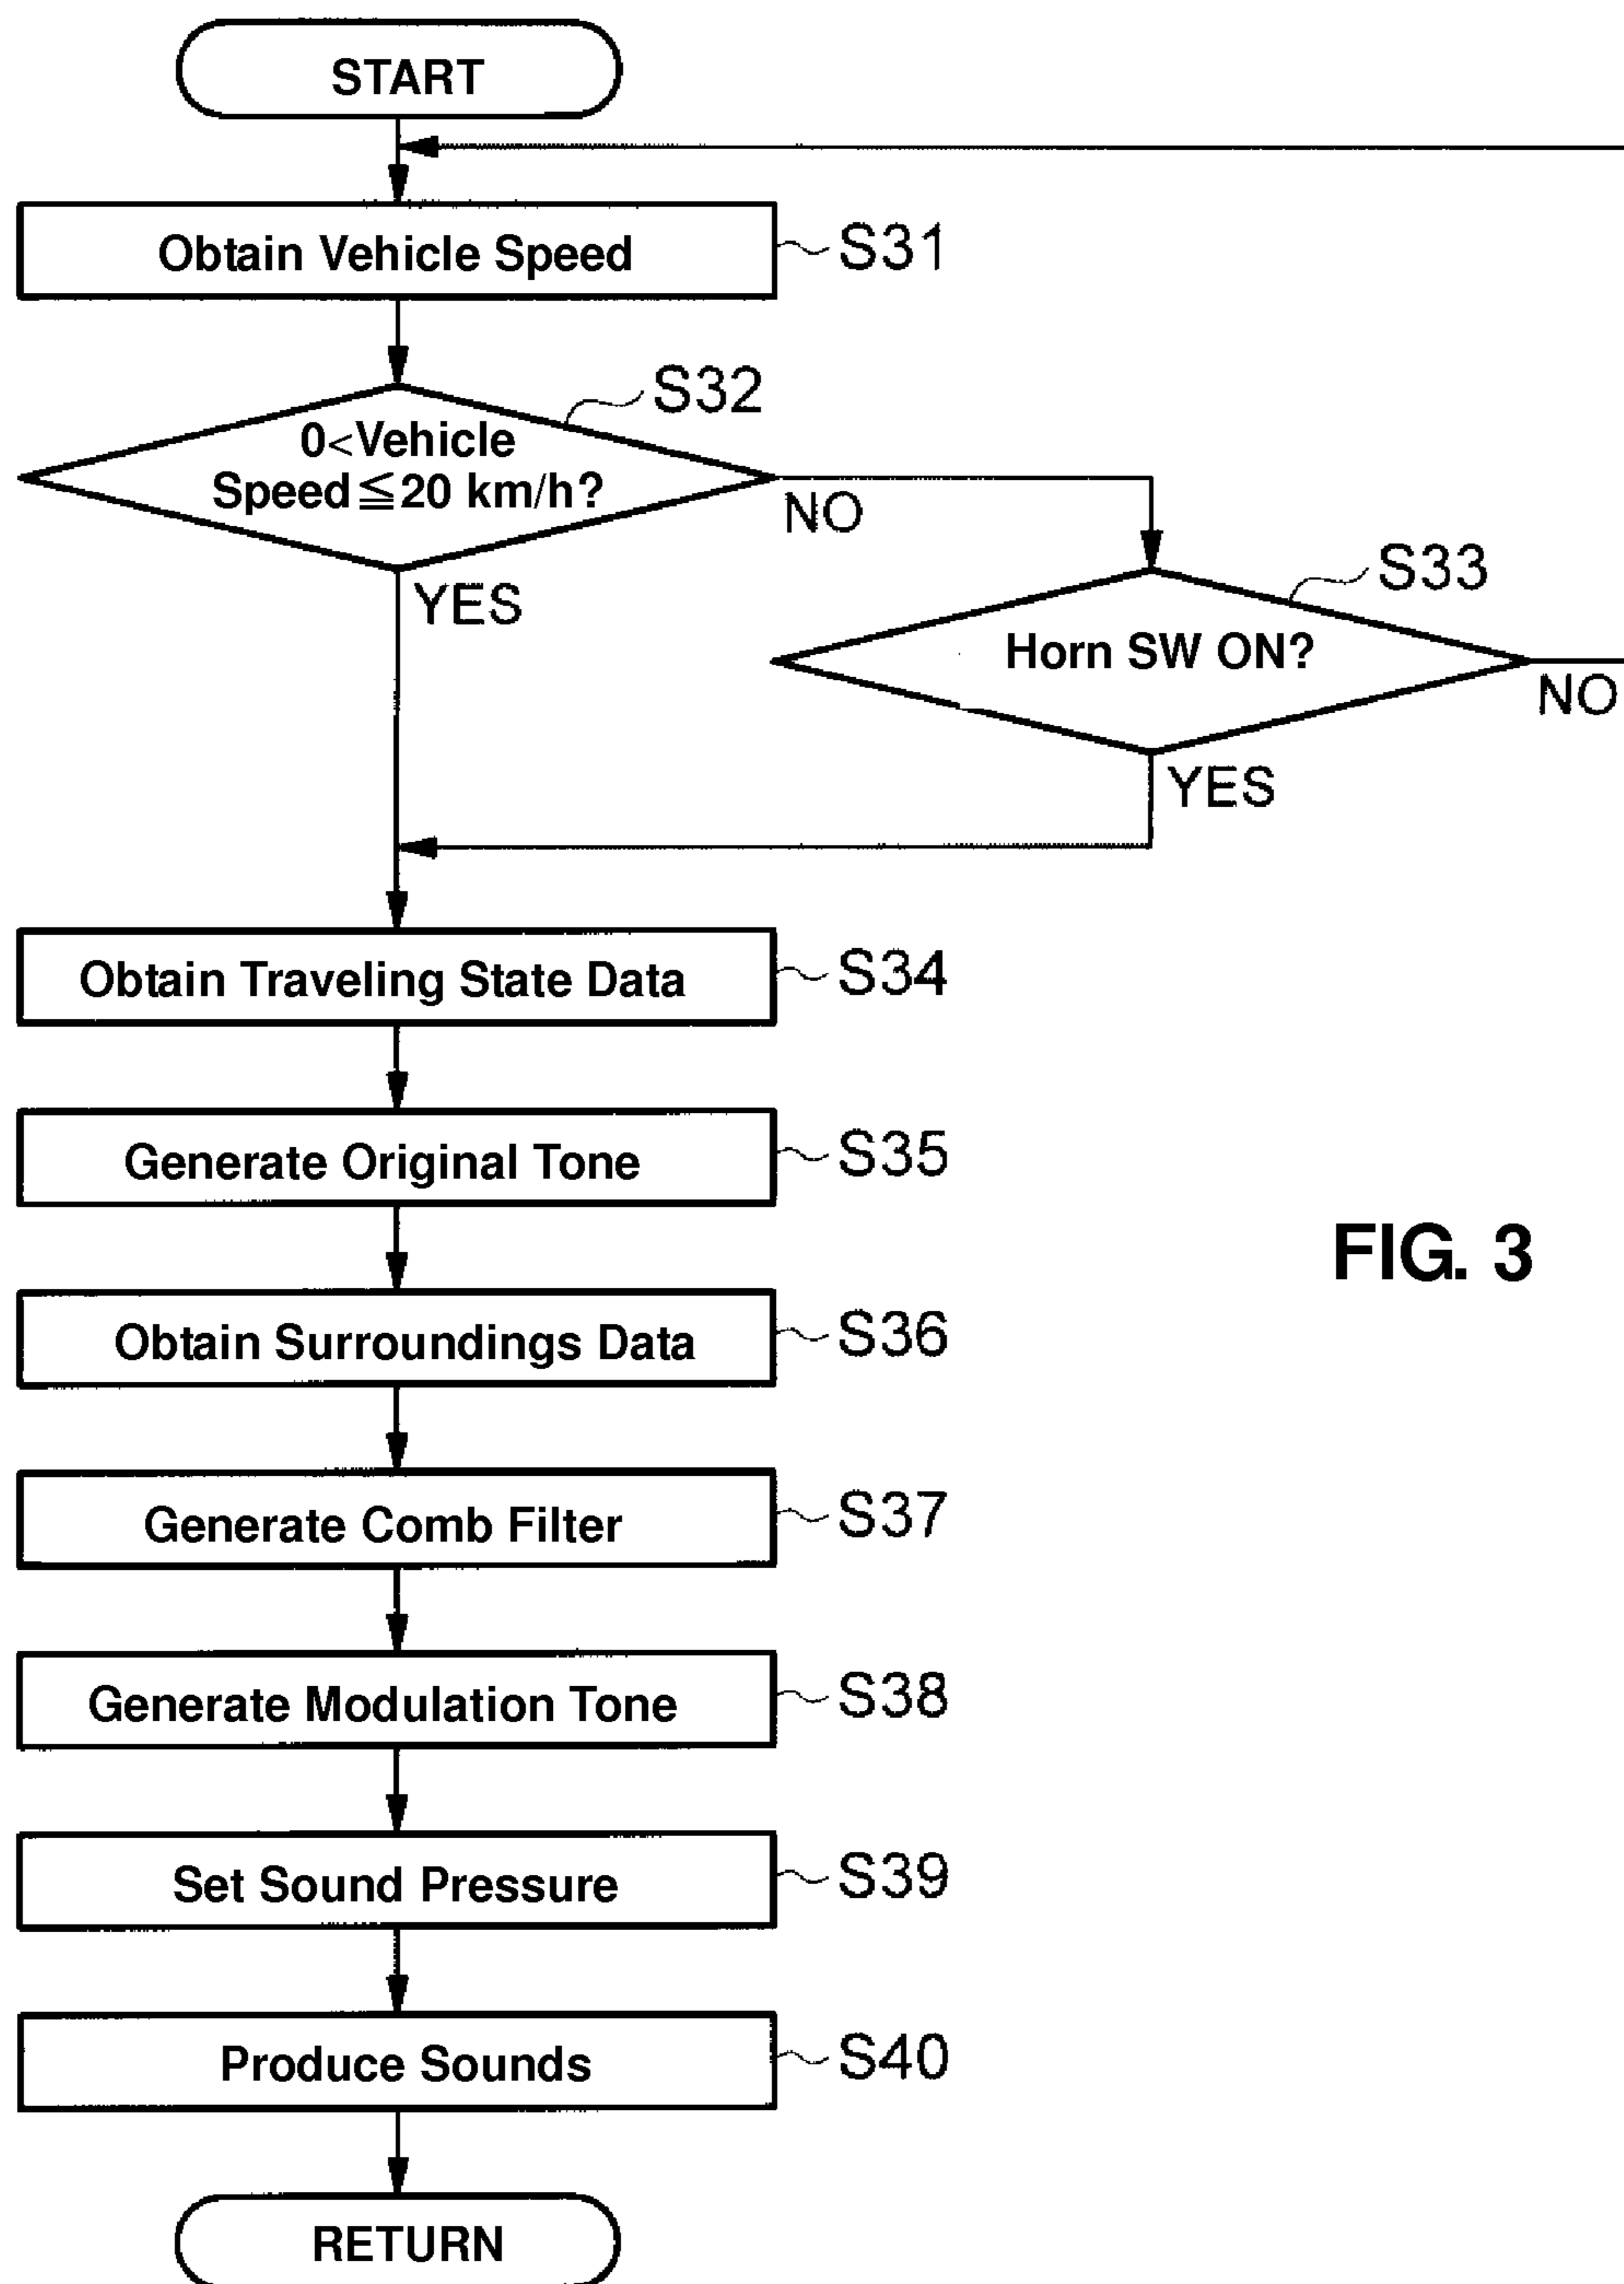 START
Obtain Vehicle Speed
S31
S32
0<Vehicle
Speed≦20 km/h?
NO
YES
S33
Horn SW ON?
NO
YES
Obtain Traveling State Data
S34
Generate Original Tone
S35
FIG. 3
Obtain Surroundings Data
S36
Generate Comb Filter
S37
Generate Modulation Tone
S38
Set Sound Pressure
S39
Produce Sounds
S40
RETURN